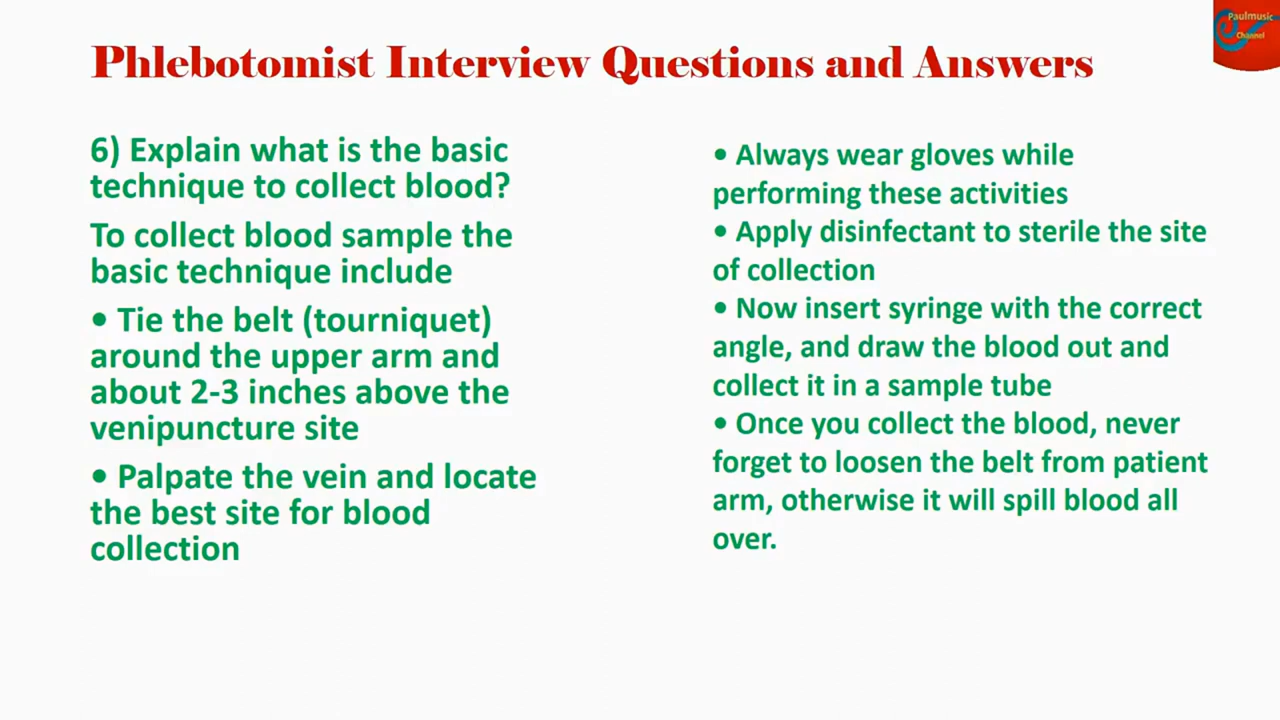 Paulmusic
Channel
Phlebotomist Interview Questions and Answers
6) Explain what is the basic
technique to collect blood?
To collect blood sample the
basic technique include
• Tie the belt (tourniquet)
around the upper arm and
about 2-3 inches above the
venipuncture site
• Palpate the vein and locate
the best site for blood
collection
• Always wear gloves while
performing these activities
• Apply disinfectant to sterile the site
of collection
• Now insert syringe with the correct
angle, and draw the blood out and
collect it in a sample tube
• Once you collect the blood, never
forget to loosen the belt from patient
arm, otherwise it will spill blood all
over.